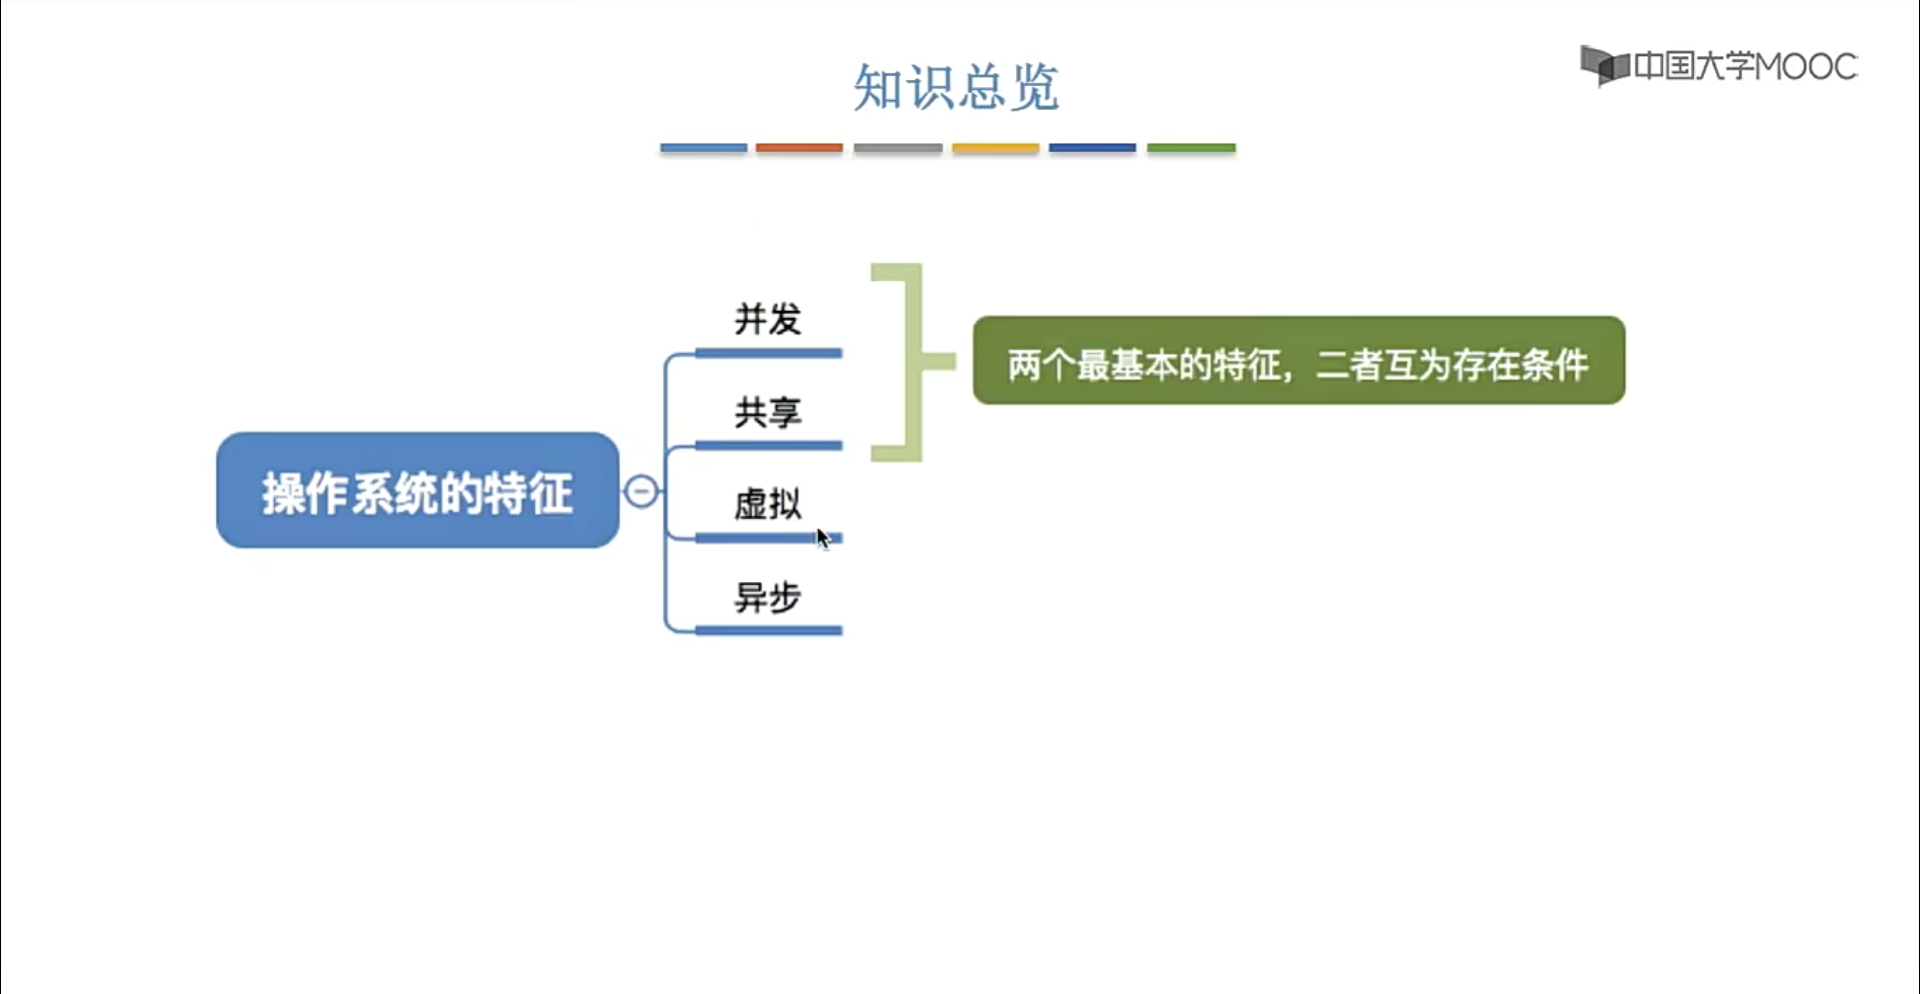 知识总览
中国大学MOOC
并发
共享
虚拟
异步
操作系统的特征
两个最基本的特征，二者互为存在条件